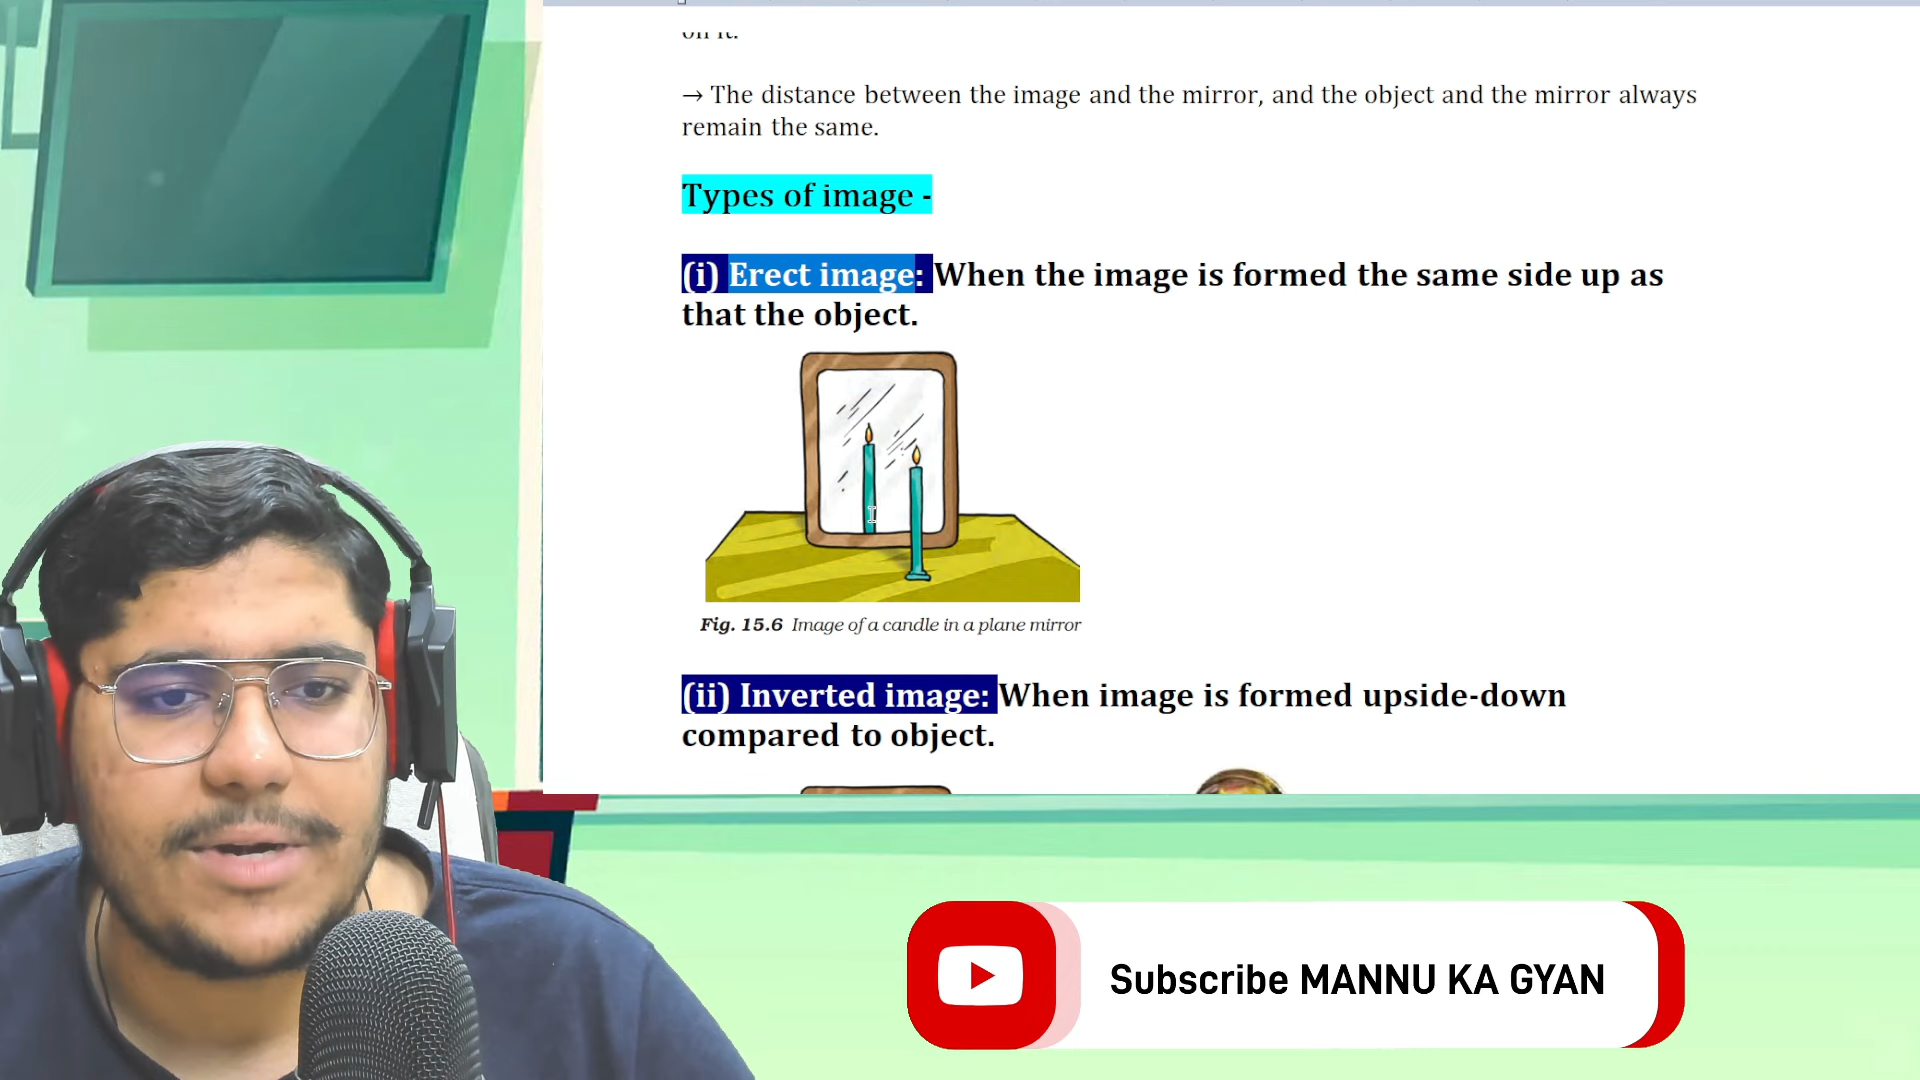 on it.
→ The distance between the image and the mirror, and the object and the mirror always
remain the same.
Types of image -
(i) Erect image: When the image is formed the same side up as
that the object.
Fig. 15.6 Image of a candle in a plane mirror
(ii) Inverted image: When image is formed upside-down
compared to object.
Subscribe MANNU KA GYAN